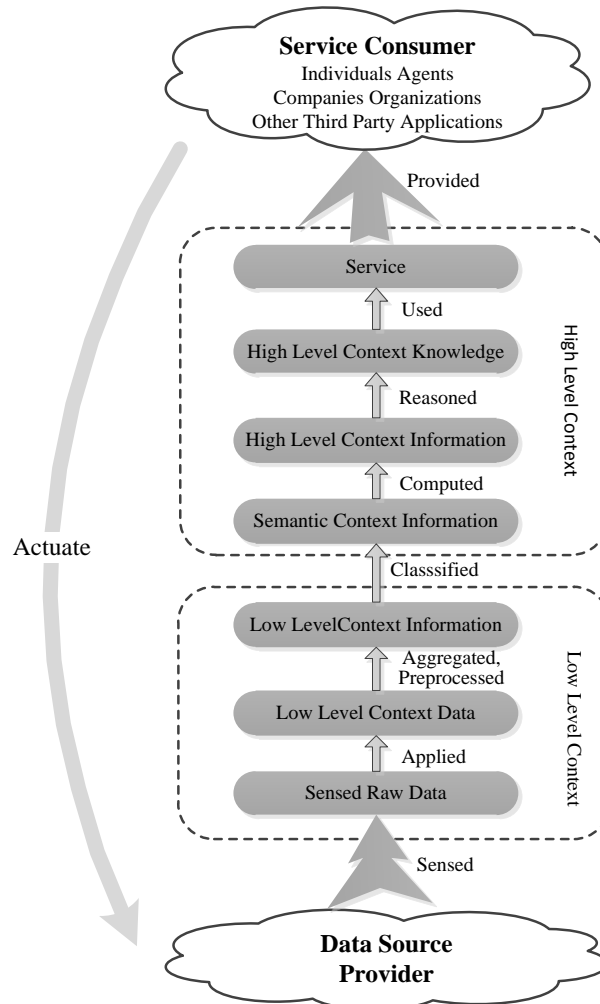 Service Consumer
Individuals Agents
Companies Organizations
Other Third Party Applications
Provided
Service
Used
High Level Context Knowledge
Reasoned
High Level Context Information
Computed
Semantic Context Information
High Level Context
Actuate
Classsified
Low LevelContext Information
Aggregated,
Preprocessed
Low Level Context Data
Applied
Sensed Raw Data
Low Level Context
Sensed
Data Source
Provider